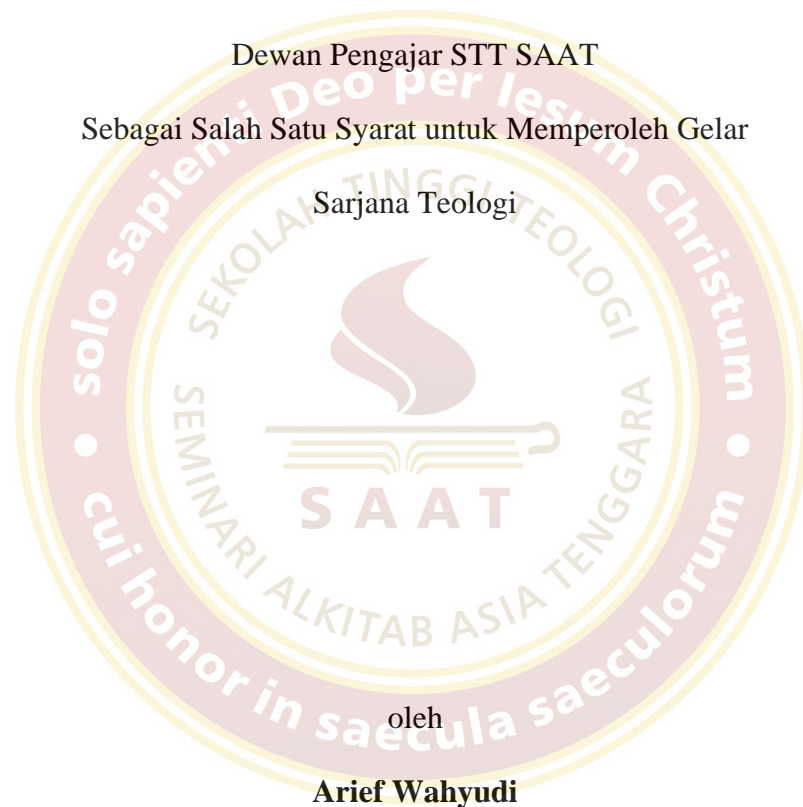 Dewan Pengajar STT SAAT
Sebagai Salah Satu Syarat untuk Memperoleh Gelar
Sarjana Teologi
solo sapienti Deo per Iesum Christum
SEKOLAH TINGGI TEOLOGI
SAAT
SEMINARI ALKITAB ASIA TENGGARA
cui honor in saecula saeculorum
oleh
Arief Wahyudi